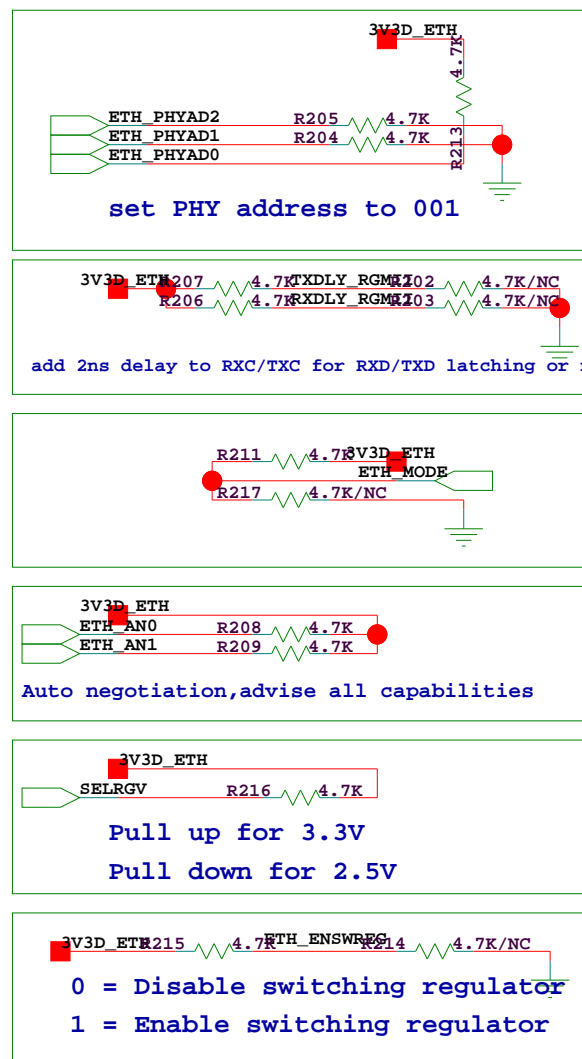 3V3D_ETH
4.7K
ETH_PHYAD2 R205 4.7K
ETH_PHYAD1 R204 4.7K
ETH_PHYAD0 R213
set PHY address to 001
3V3D_ETH R207 4.7K TXDLY_RGMII R202 4.7K/NC
R206 4.7K RXDLY_RGMII R203 4.7K/NC
add 2ns delay to RXC/TXC for RXD/TXD latching or
R211 4.7K 3V3D_ETH
ETH_MODE
R217 4.7K/NC
3V3D_ETH
ETH_AN0 R208 4.7K
ETH_AN1 R209 4.7K
Auto negotiation,advise all capabilities
3V3D_ETH
SELRGV R216 4.7K
Pull up for 3.3V
Pull down for 2.5V
3V3D_ETH R215 4.7K ETH_ENSWREG R214 4.7K/NC
0 = Disable switching regulator
1 = Enable switching regulator